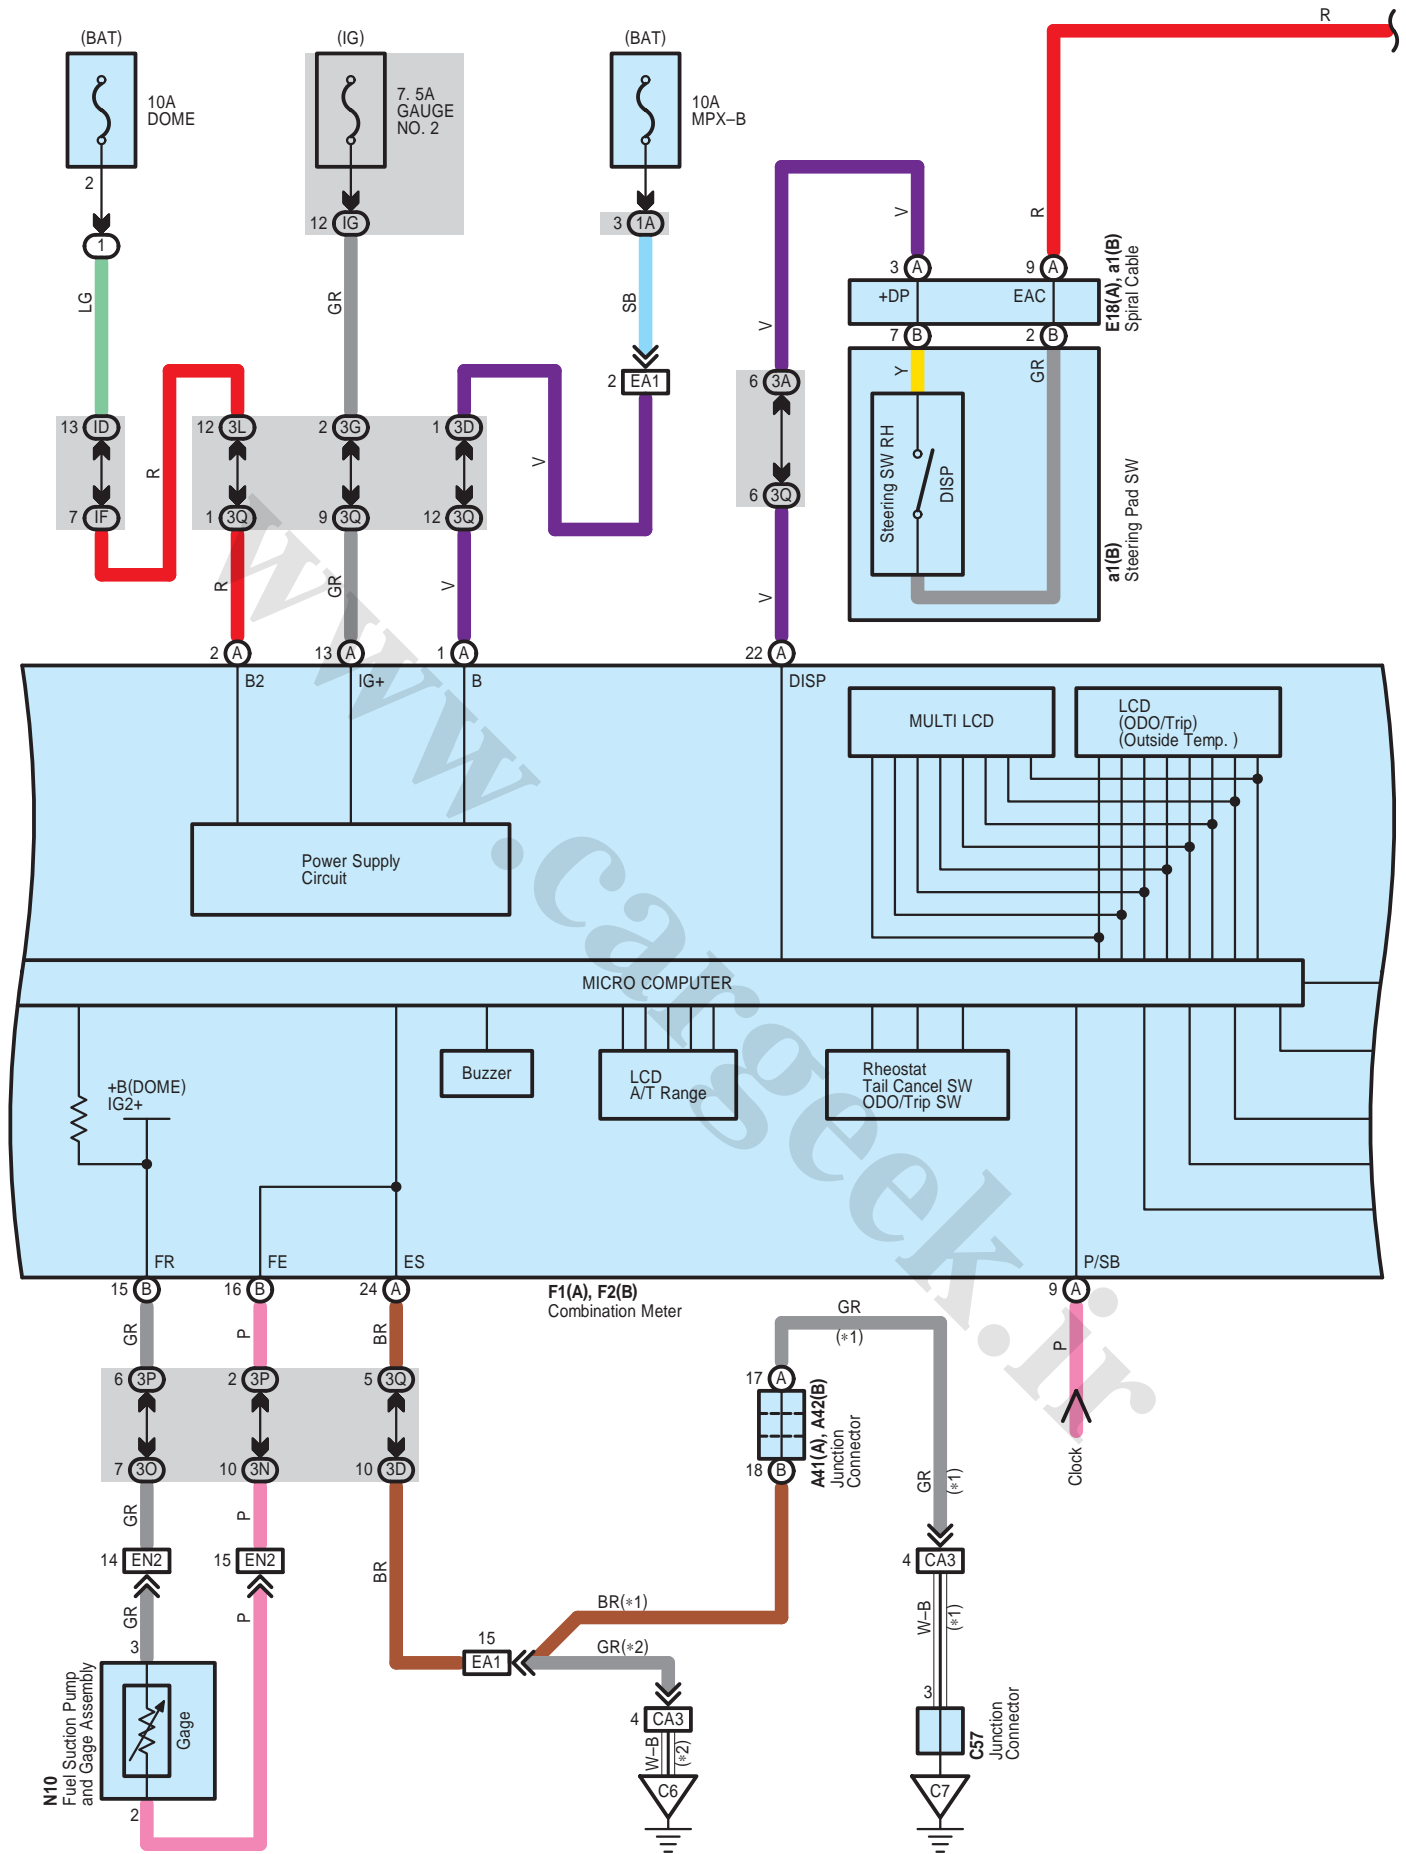 R
(BAT)
(IG)
(BAT)
10A
DOME
7. 5A
GAUGE
NO. 2
10A
MPX–B
2
1
12 IG
3 1A
LG
GR
SB
V
V
R
3 A
9 A
+DP
EAC
E18(A), a1(B)
Spiral Cable
7 B
2 B
Y
GR
2 EA1
6 3A
6 3Q
V
Steering SW RH
DISP
a1(B)
Steering Pad SW
13 ID
7 IF
R
12 3L
2 3G
1 3D
1 3Q
9 3Q
12 3Q
V
R
GR
V
2 A
13 A
1 A
22 A
B2
IG+
B
DISP
MULTI LCD
LCD
(ODO/Trip)
(Outside Temp. )
Power Supply
Circuit
MICRO COMPUTER
+B(DOME)
IG2+
Buzzer
LCD
A/T Range
Rheostat
Tail Cancel SW
ODO/Trip SW
FR
FE
ES
P/SB
15 B
16 B
24 A
F1(A), F2(B)
Combination Meter
9 A
GR
P
BR
GR
(*1)
P
6 3P
2 3P
5 3Q
7 3O
10 3N
10 3D
17 A
18 B
A41(A), A42(B)
Junction
Connector
GR
(*1)
Clock
GR
P
BR
14 EN2
15 EN2
4 CA3
GR
P
BR(*1)
GR(*2)
15
EA1
W–B
(*1)
3
N10
Fuel Suction Pump
and Gage Assembly
Gage
2
4 CA3
W–B
(*2)
C6
3
C57
Junction
Connector
C7
www.cargeek.ir